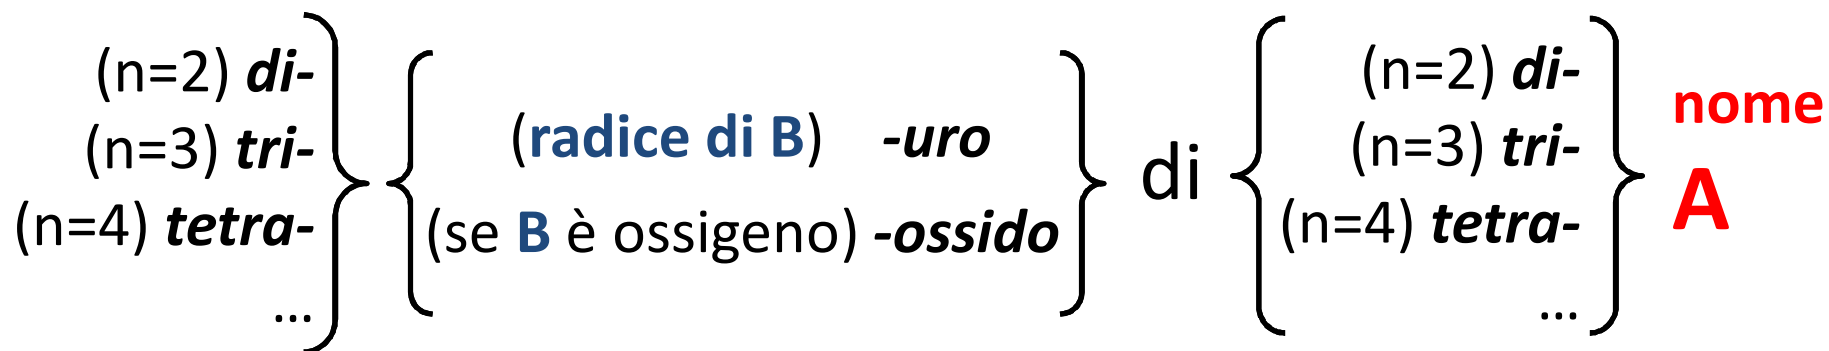 (n=2) di-
(n=3) tri-
(n=4) tetra-
...
(radice di B) -uro
(se B è ossigeno) -ossido
di
(n=2) di-
(n=3) tri-
(n=4) tetra-
...
nome
A